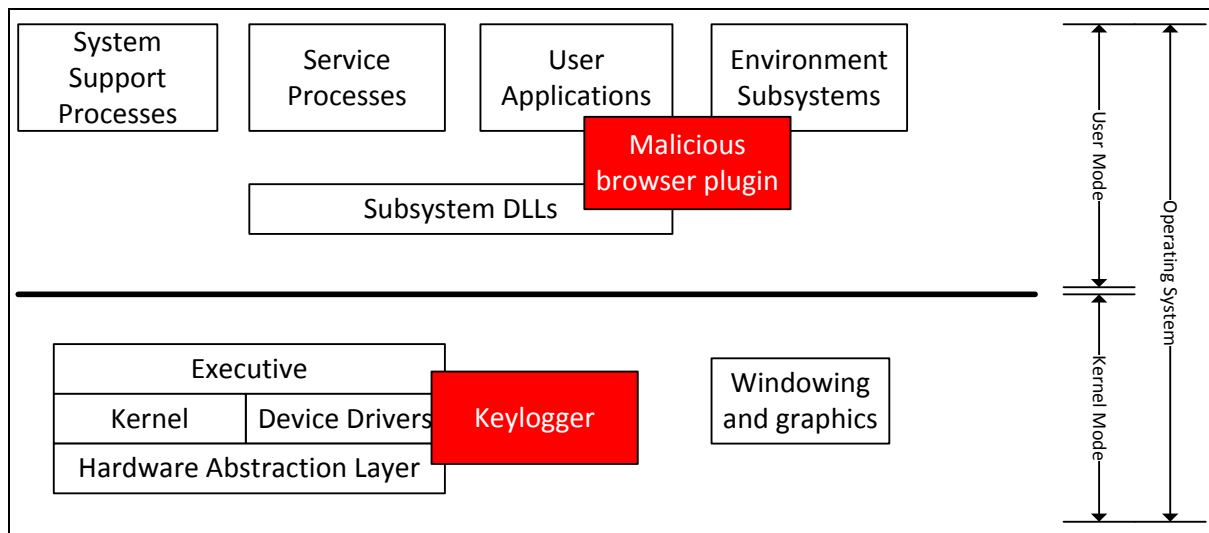 System
Support
Processes
Service
Processes
User
Applications
Environment
Subsystems
Malicious
browser plugin
Subsystem DLLs
User Mode
Operating System
Executive
Kernel
Device Drivers
Keylogger
Hardware Abstraction Layer
Windowing
and graphics
Kernel Mode